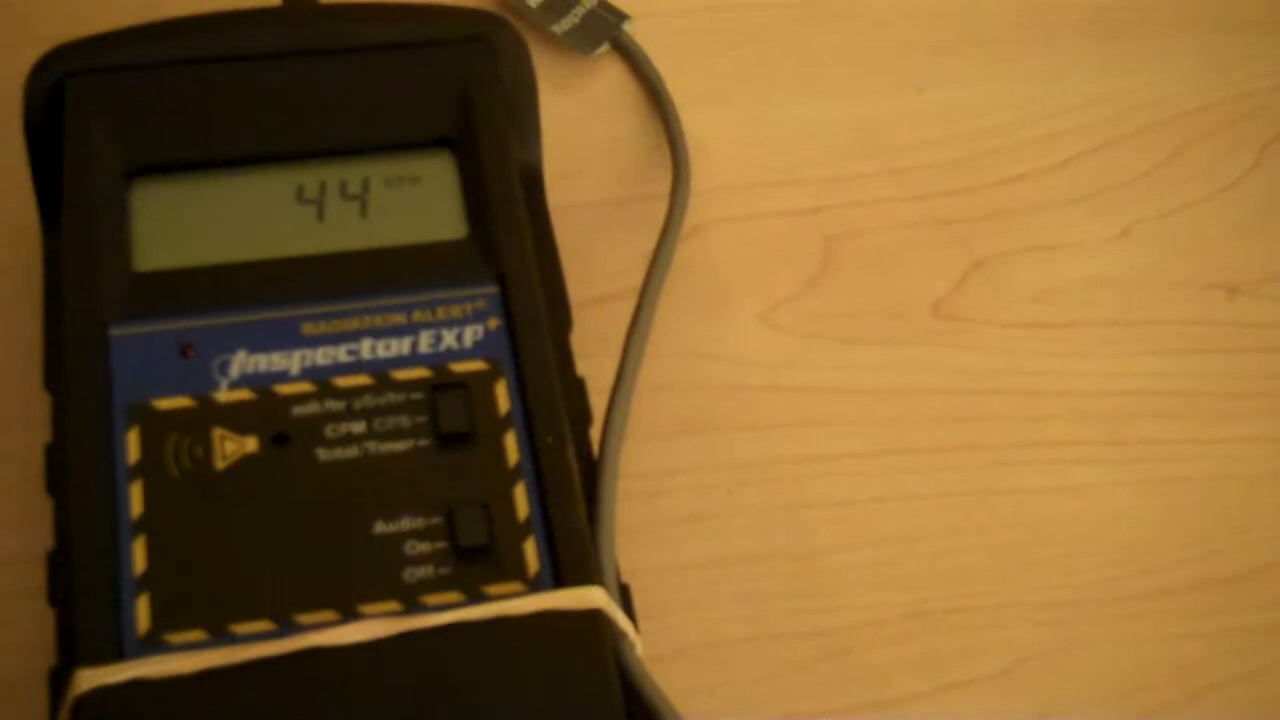 44 CPM
RADIATION ALERT®
InspectorEXP+
mR/hr µSv/hr
CPM CPS
Total/Timer
Audio
On
Off